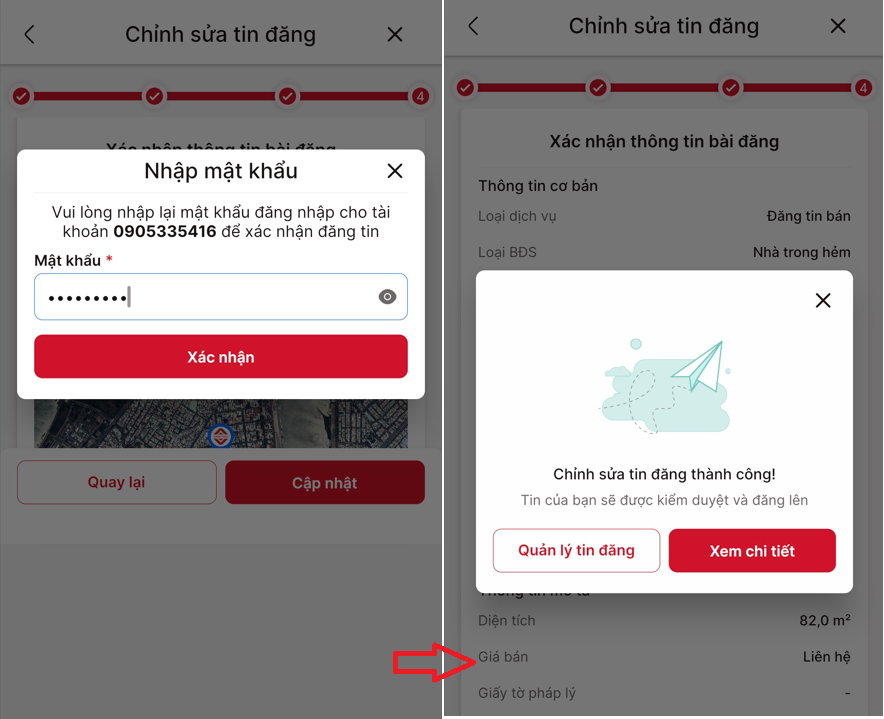 Chỉnh sửa tin đăng
4
Xác nhận thông tin bài đăng
Nhập mật khẩu
Vui lòng nhập lại mật khẩu đăng nhập cho tài
khoản 0905335416 để xác nhận đăng tin
Mật khẩu *
•••••••••
Xác nhận
Quay lại
Cập nhật
Chỉnh sửa tin đăng
4
Xác nhận thông tin bài đăng
Thông tin cơ bản
Loại dịch vụ Đăng tin bán
Loại BĐS Nhà trong hẻm
Chỉnh sửa tin đăng thành công!
Tin của bạn sẽ được kiểm duyệt và đăng lên
Quản lý tin đăng
Xem chi tiết
Thông tin mô tả
Diện tích 82,0 m²
Giá bán Liên hệ
Giấy tờ pháp lý -